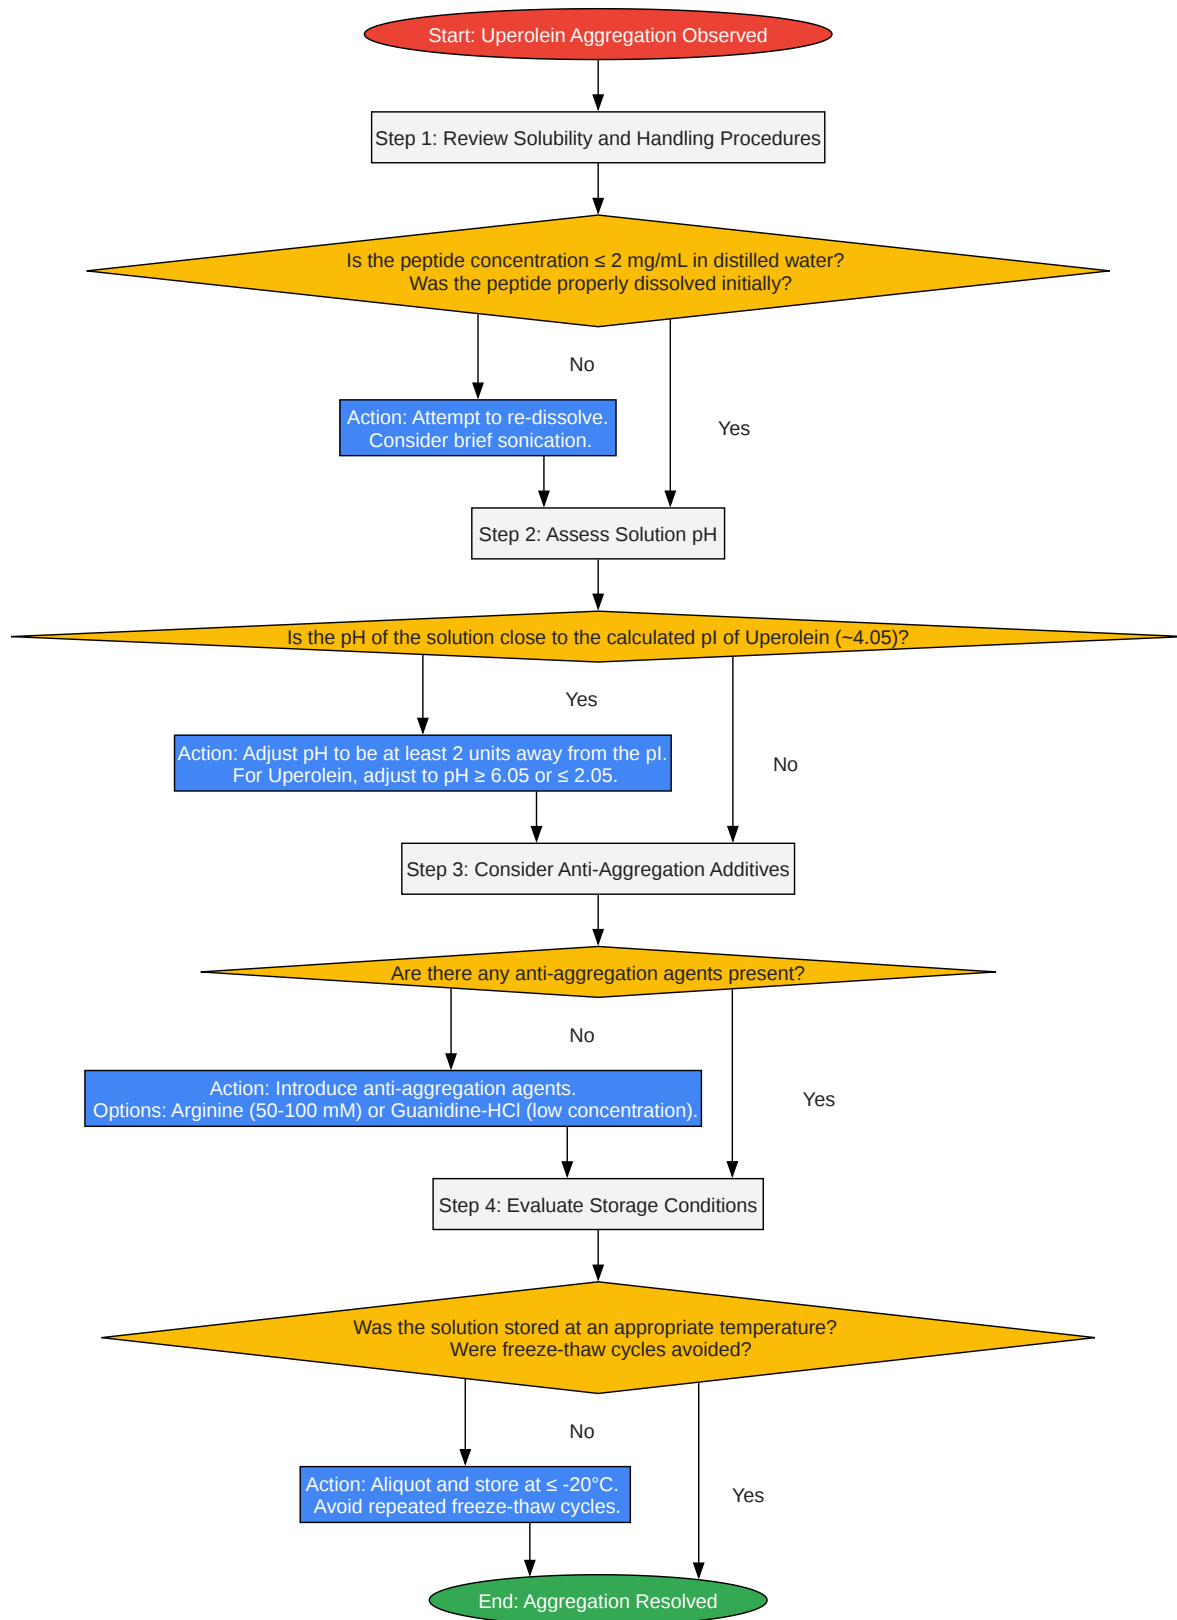 Start: Uperolein Aggregation Observed
Step 1: Review Solubility and Handling Procedures
Is the peptide concentration ≤ 2 mg/mL in distilled water?
Was the peptide properly dissolved initially?
No
Action: Attempt to re-dissolve.
Consider brief sonication.
Yes
Step 2: Assess Solution pH
Is the pH of the solution close to the calculated pI of Uperolein (~4.05)?
Yes
Action: Adjust pH to be at least 2 units away from the pI.
For Uperolein, adjust to pH ≥ 6.05 or ≤ 2.05.
No
Step 3: Consider Anti-Aggregation Additives
Are there any anti-aggregation agents present?
No
Action: Introduce anti-aggregation agents.
Options: Arginine (50-100 mM) or Guanidine-HCl (low concentration).
Yes
Step 4: Evaluate Storage Conditions
Was the solution stored at an appropriate temperature?
Were freeze-thaw cycles avoided?
No
Action: Aliquot and store at ≤ -20°C.
Avoid repeated freeze-thaw cycles.
Yes
End: Aggregation Resolved